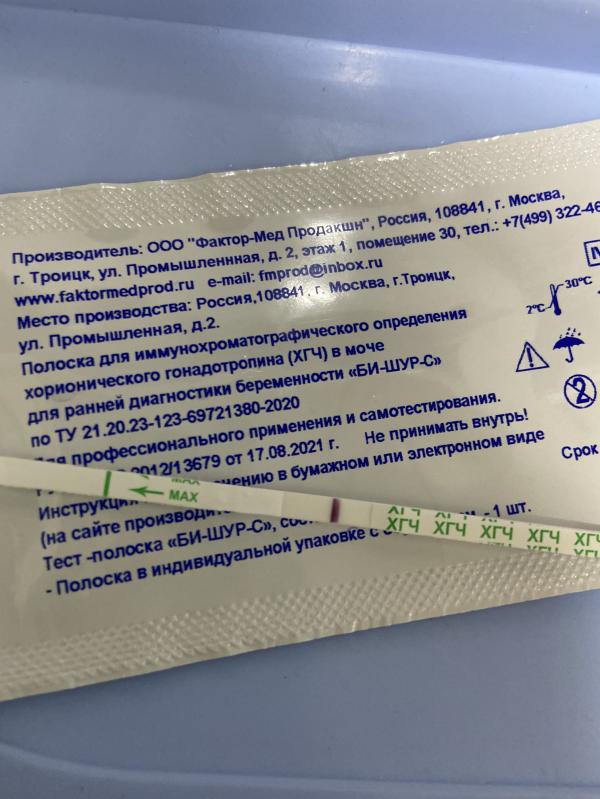 Производитель: ООО "Фактор-Мед Продакшн", Россия, 108841, г. Москва,
г. Троицк, ул. Промышленнная, д. 2, этаж 1, помещение 30, тел.: +7(499) 322-46
www.faktormedprod.ru e-mail: fmprod@inbox.ru
Место производства: Россия,108841, г. Москва, г.Троицк,
ул. Промышленная, д.2.
Полоска для иммунохроматографического определения
хорионического гонадотропина (ХГЧ) в моче
для ранней диагностики беременности «БИ-ШУР-С»
по ТУ 21.20.23-123-69721380-2020
профессионального применения и самотестирования.
2012/13679 от 17.08.2021 г. Не принимать внутрь!
в бумажном или электронном виде
(на сайте
Тест -полоска «БИ-ШУР-С»,
- 1 шт.
- Полоска в индивидуальной упаковке с
2°C
30°C
2
Срок
MAX
ХГЧ ХГЧ ХГЧ ХГЧ ХГЧ